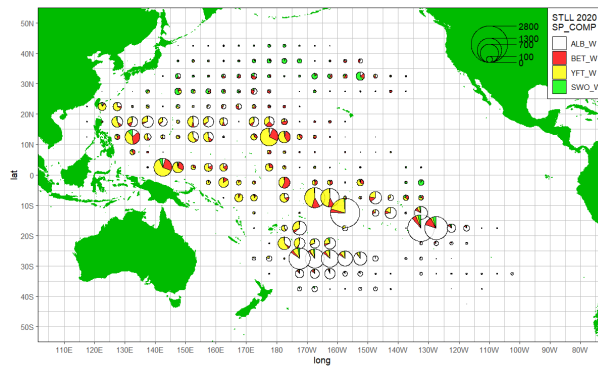 STLL 2020
SP_COMP
2800
1300
700
100
0
ALB_W
BET_W
YFT_W
SWO_W
50N
40N
30N
20N
10N
0
10S
20S
30S
40S
50S
lat
110E 120E 130E 140E 150E 160E 170E 180 170W 160W 150W 140W 130W 120W 110W 100W 90W 80W
long